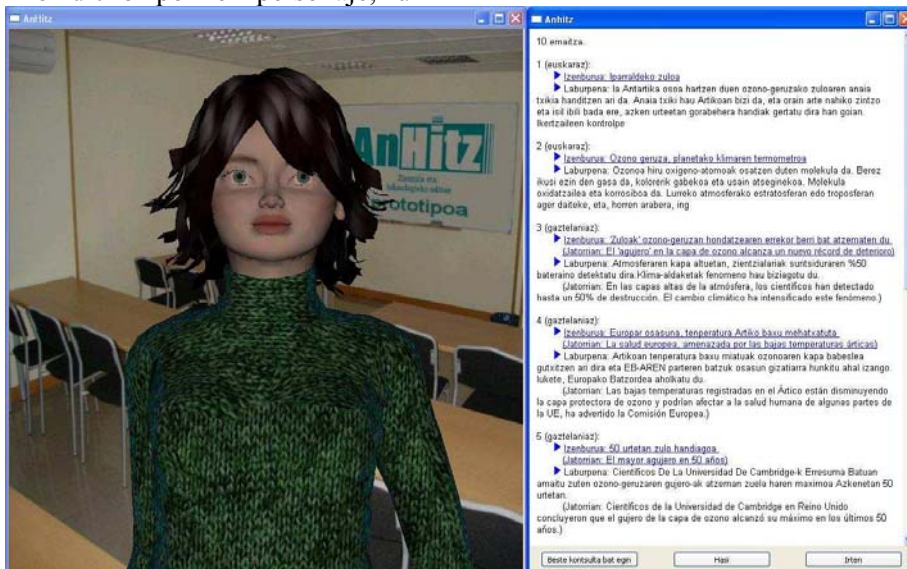 AnHitz
AnHitz
Zientzia eta
teknologiako aditua
prototipoa
Anhitz
10 emaitza.
1 (euskaraz):
Izenburua: Iparraldeko zuloa
Laburpena: la Antartika osoa hartzen duen ozono-geruzako zuloaren anaia
txikia handitzen ari da. Anaia txiki hau Artikoan bizi da, eta orain arte nahiko zintzo
eta isil ibili bada ere, azken urteetan gorabehera handiak gertatu dira han goian.
Ikertzaileen kontrolpe
2 (euskaraz):
Izenburua: Ozono geruza, planetako klimaren termometroa
Laburpena: Ozonoa hiru oxigeno-atomoak osatzen duten molekula da. Berez
ikusi ezin den gasa da, kolorerik gabekoa eta usain atseginekoa. Molekula
oxidatzailea eta korrosiboa da. Lurreko atmosferako estratosferan edo troposferan
ager daiteke, eta, horren arabera, ing
3 (gaztelaniaz):
Izenburua: 'Zuloak' ozono-geruzan hondatzearen errekor berri bat atzematen du
(Jatorrian: El 'agujero' en la capa de ozono alcanza un nuevo récord de deterioro)
Laburpena: Atmosferaren kapa altuetan, zientzialariak suntsiduraren %50
bateraino detektatu dira.Klima-aldaketak fenomeno hau biziagotu du.
(Jatorrian: En las capas altas de la atmósfera, los científicos han detectado
hasta un 50% de destrucción. El cambio climático ha intensificado este fenómeno.)
4 (gaztelaniaz):
Izenburua: Europar osasuna, tenperatura Artiko baxu mehatxatuta
(Jatorrian: La salud europea, amenazada por las bajas temperaturas árticas)
Laburpena: Artikoan tenperatura baxu miatuak ozonoaren kapa babeslea
gutxitzen ari dira eta EB-AREN parteren batzuk osasun gizatiarra hunkitu ahal izango
lukete, Europako Batzordea aholkatu du.
(Jatorrian: Las bajas temperaturas registradas en el Ártico están disminuyendo
la capa protectora de ozono y podrían afectar a la salud humana de algunas partes de
la UE, ha advertido la Comisión Europea.)
5 (gaztelaniaz):
Izenburua: 50 urtetan zulo handiagoa
(Jatorrian: El mayor agujero en 50 años)
Laburpena: Científicos De La Universidad De Cambridge-k Erresuma Batuan
amaitu zuten ozono-geruzaren gujero-ak atzeman zuela haren maximoa Azkenetan 50
urtetan.
(Jatorrian: Científicos de la Universidad de Cambridge en Reino Unido
concluyeron que el gujero de la capa de ozono alcanzó su máximo en los últimos 50
años.)
Beste kontsulta bat egin
Hasi
Irten